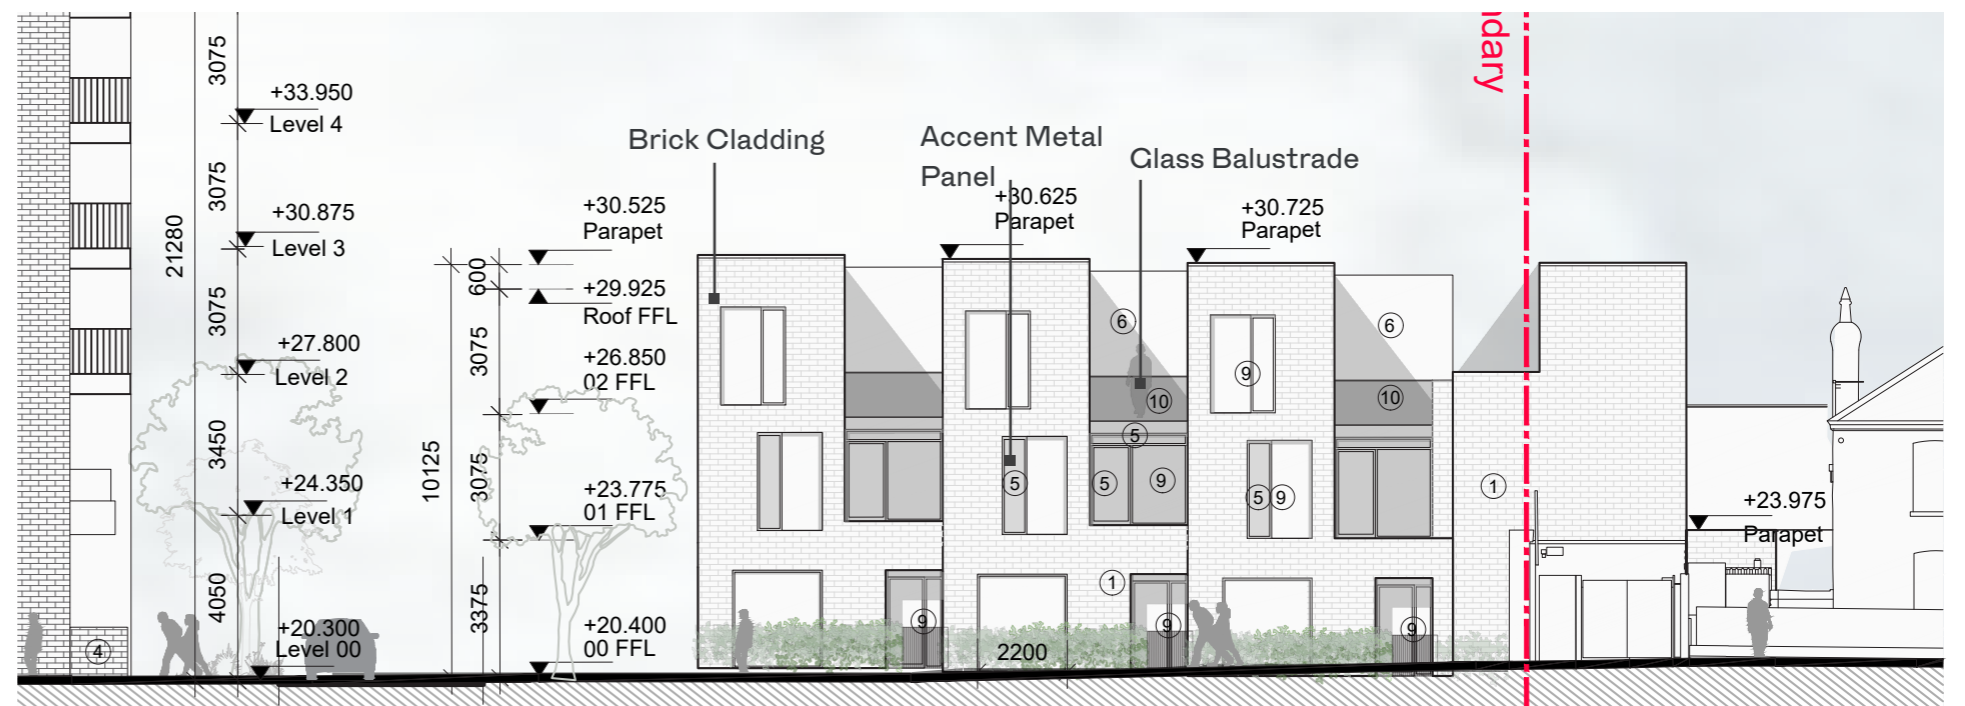 ndary
3075
+33.950
Level 4
Brick Cladding
Accent Metal
Panel
Glass Balustrade
3075
+30.875
Level 3
21280
+30.525
Parapet
+30.625
Parapet
+30.725
Parapet
600
+29.925
Roof FFL
3075
+27.800
Level 2
3075
+26.850
02 FFL
6
6
9
10
10
3450
10125
3075
5
5
5
9
5
9
1
+24.350
Level 1
+23.775
01 FFL
+23.975
Parapet
4050
3375
1
+20.300
Level 00
+20.400
00 FFL
9
9
9
4
2200